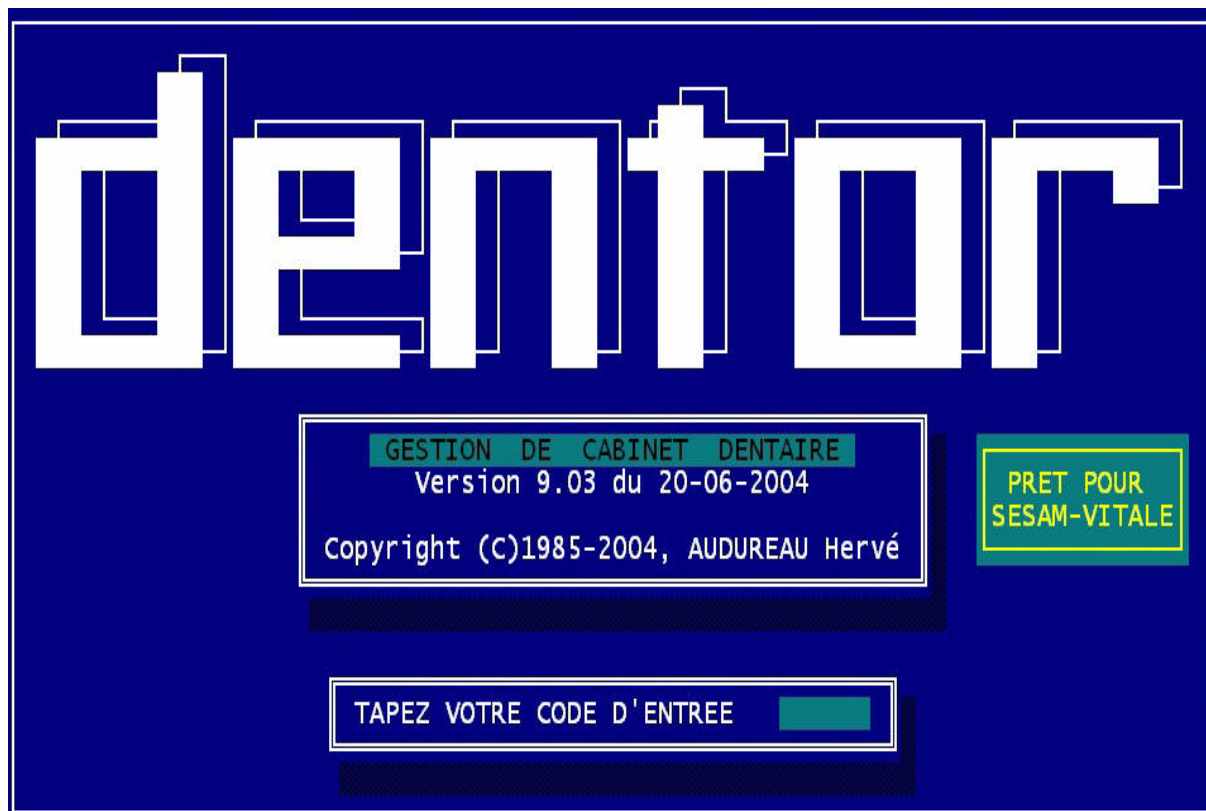 dentor
GESTION DE CABINET DENTAIRE
Version 9.03 du 20-06-2004
Copyright (C)1985-2004, AUDUREAU Hervé
PRET POUR
SESAM-VITALE
TAPEZ VOTRE CODE D'ENTREE